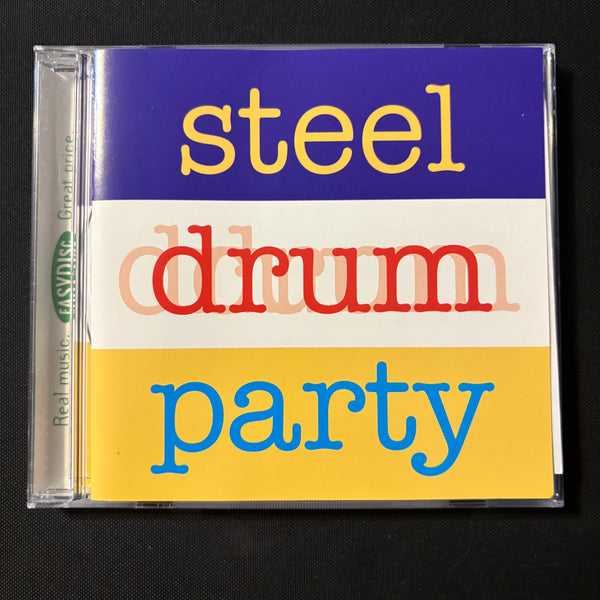 steel
drum
party
Real music. EASYDISC Great price.